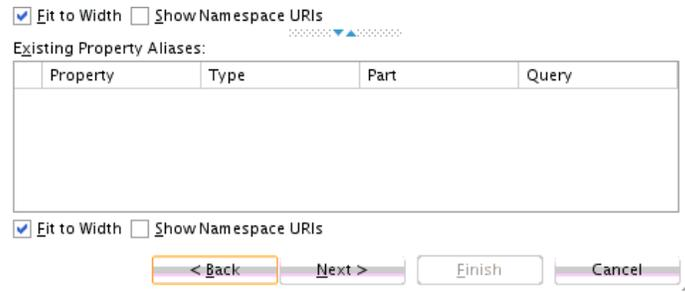 Fit to Width Show Namespace URIs
Existing Property Aliases:
Property Type Part Query
Fit to Width Show Namespace URIs
< Back Next > Finish Cancel